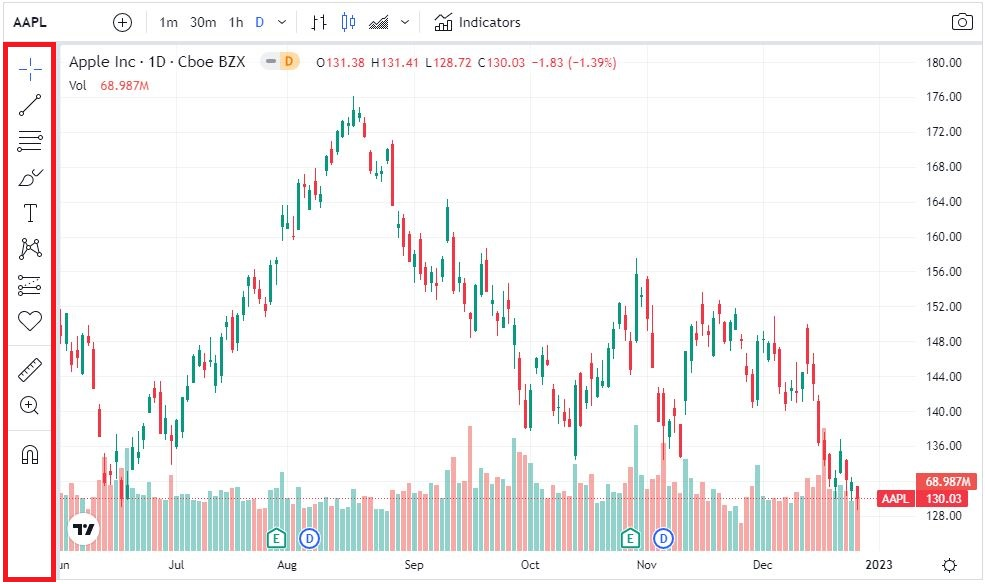 AAPL 1m 30m 1h D Indicators
Apple Inc · 1D · Cboe BZX D O131.38 H131.41 L128.72 C130.03 −1.83 (−1.39%)
Vol 68.987M
T
180.00
176.00
172.00
168.00
164.00
160.00
156.00
152.00
148.00
144.00
140.00
136.00
68.987M
AAPL 130.03
128.00
E D E D
un Jul Aug Sep Oct Nov Dec 2023